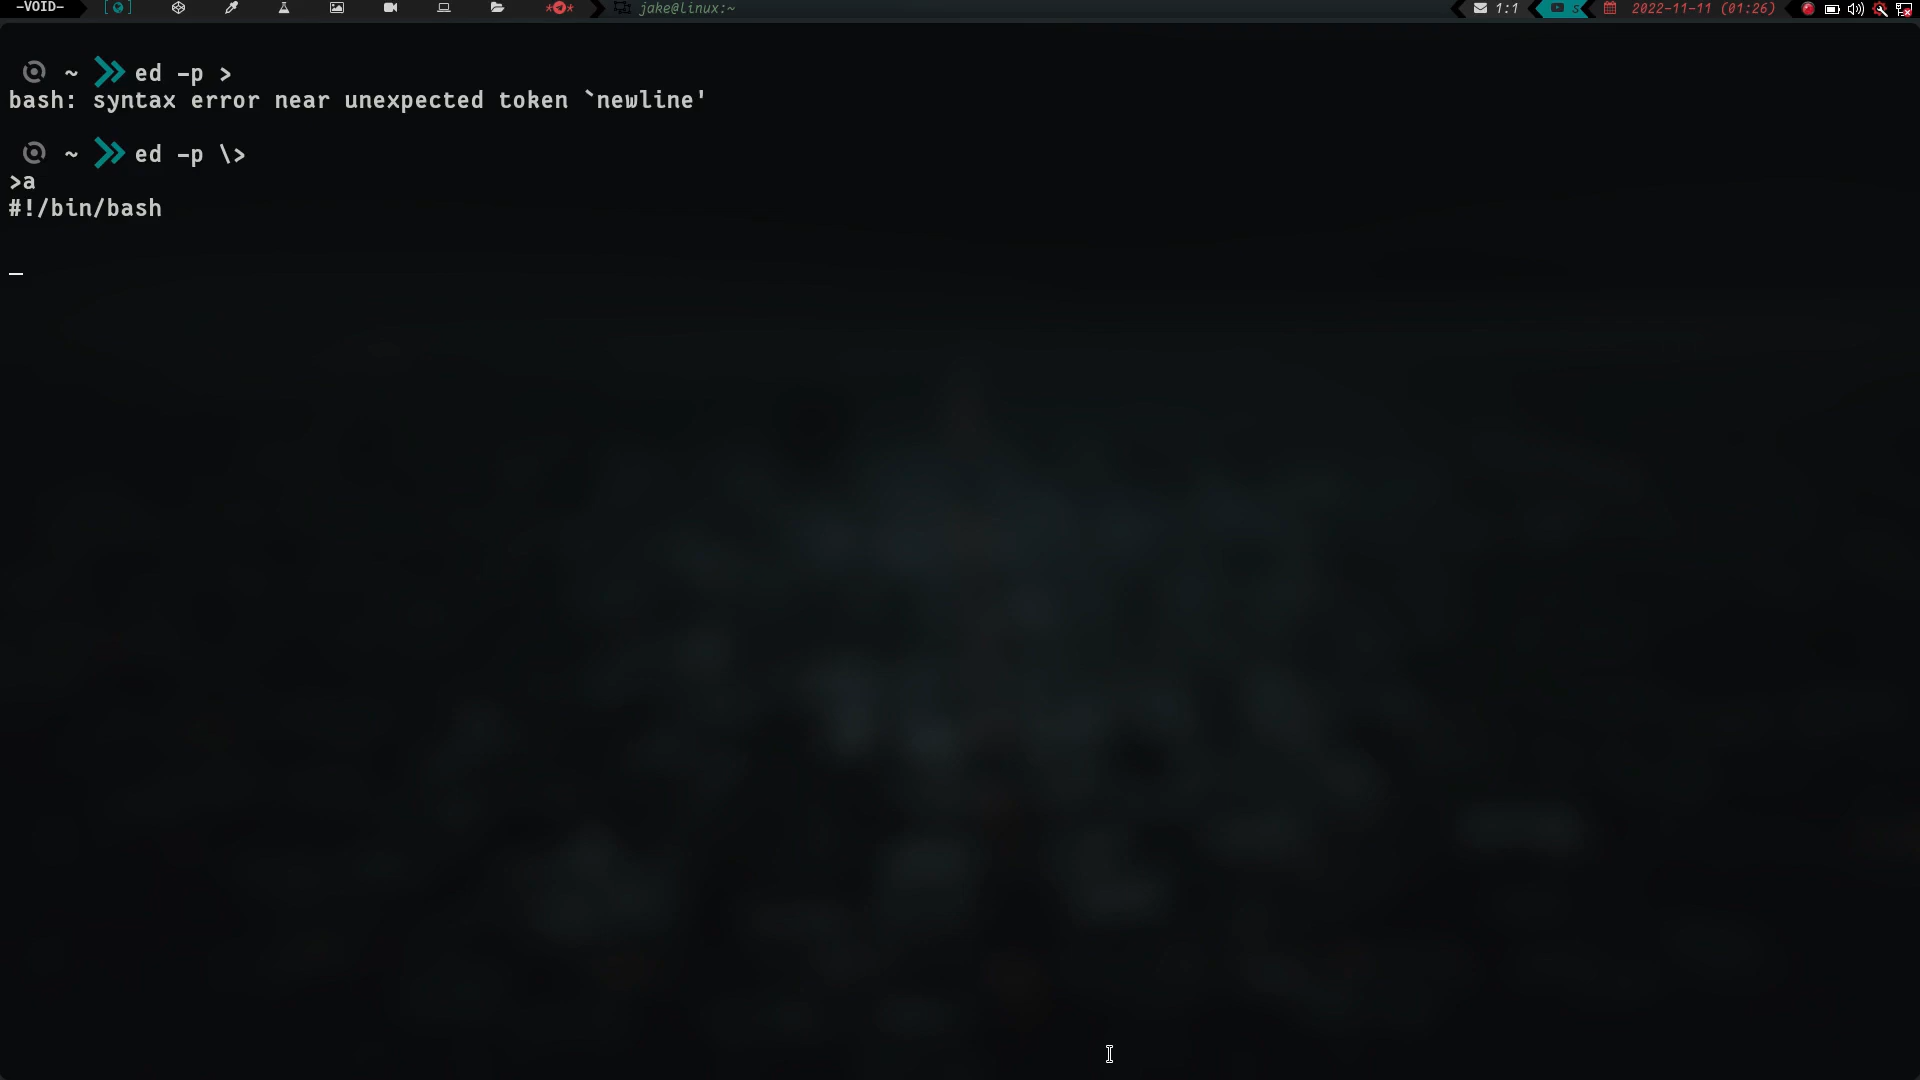 -VOID-
jake@linux:~
1:1
s
2022-11-11 (01:26)
~ ed -p >
bash: syntax error near unexpected token `newline'
~ ed -p \>
>a
#!/bin/bash